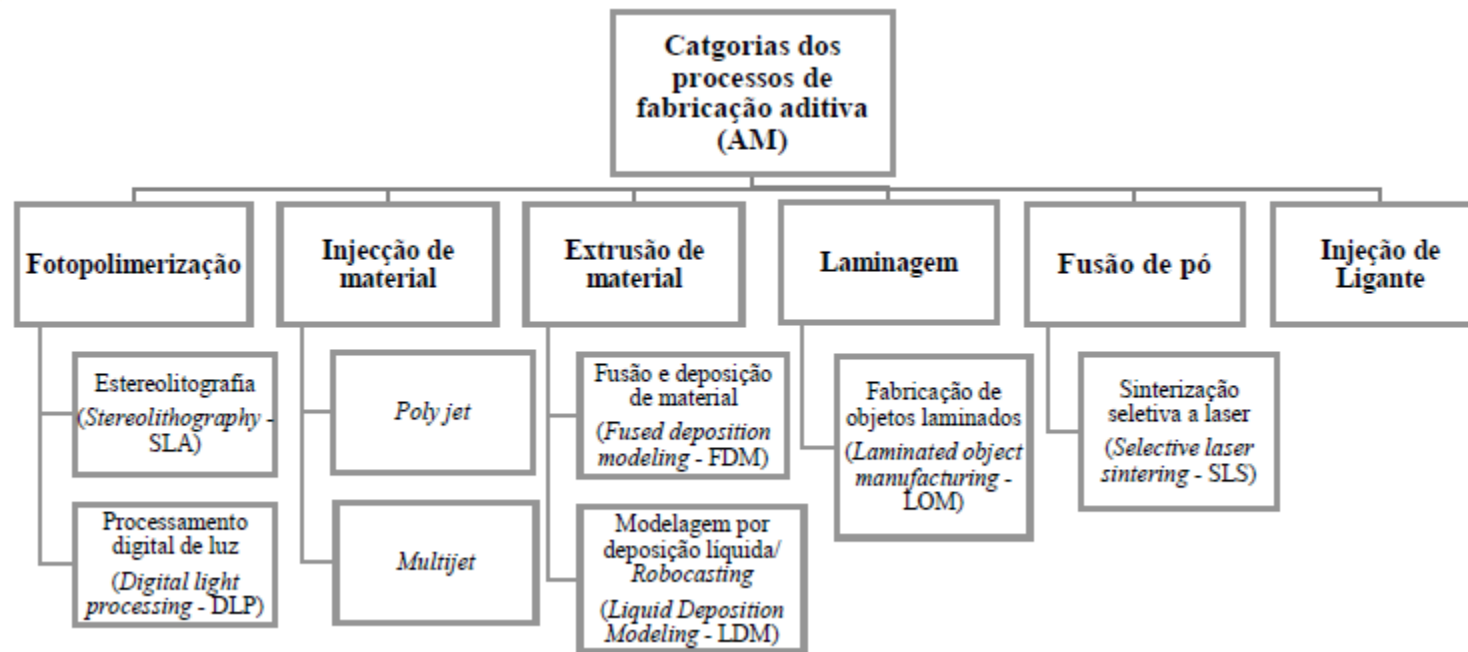 Catgorias dos
processos de
fabricação aditiva
(AM)
Fotopolimerização
Injecção de
material
Extrusão de
material
Laminagem
Fusão de pó
Injeção de
Ligante
Estereolitografia
(Stereolithography -
SLA)
Processamento
digital de luz
(Digital light
processing - DLP)
Poly jet
Multijet
Fusão e deposição
de material
(Fused deposition
modeling - FDM)
Modelagem por
deposição líquida/
Robocasting
(Liquid Deposition
Modeling - LDM)
Fabricação de
objetos laminados
(Laminated object
manufacturing -
LOM)
Sinterização
seletiva a laser
(Selective laser
sintering - SLS)